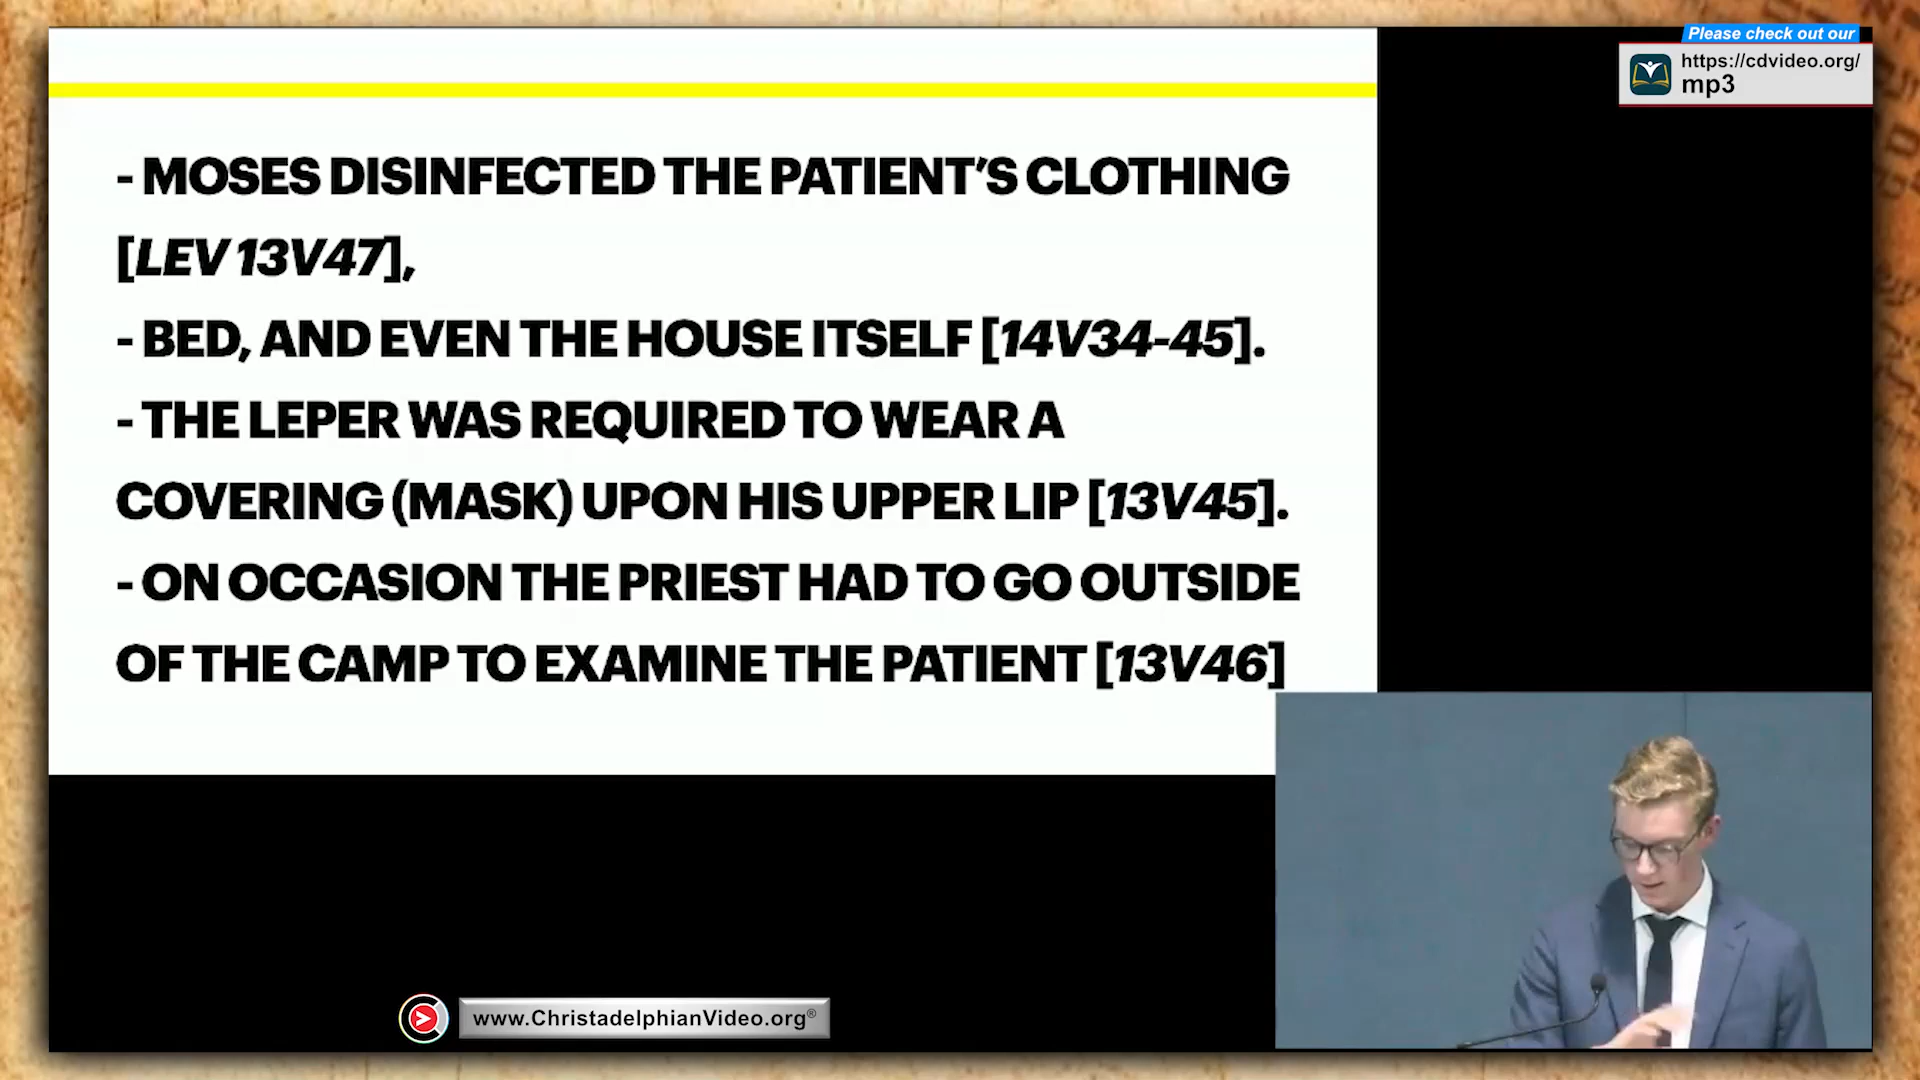 Please check out our
https://cdvideo.org/
mp3
- MOSES DISINFECTED THE PATIENT’S CLOTHING
[LEV 13V47],
- BED, AND EVEN THE HOUSE ITSELF [14V34-45].
- THE LEPER WAS REQUIRED TO WEAR A
COVERING (MASK) UPON HIS UPPER LIP [13V45].
- ON OCCASION THE PRIEST HAD TO GO OUTSIDE
OF THE CAMP TO EXAMINE THE PATIENT [13V46]
www.ChristadelphianVideo.org®